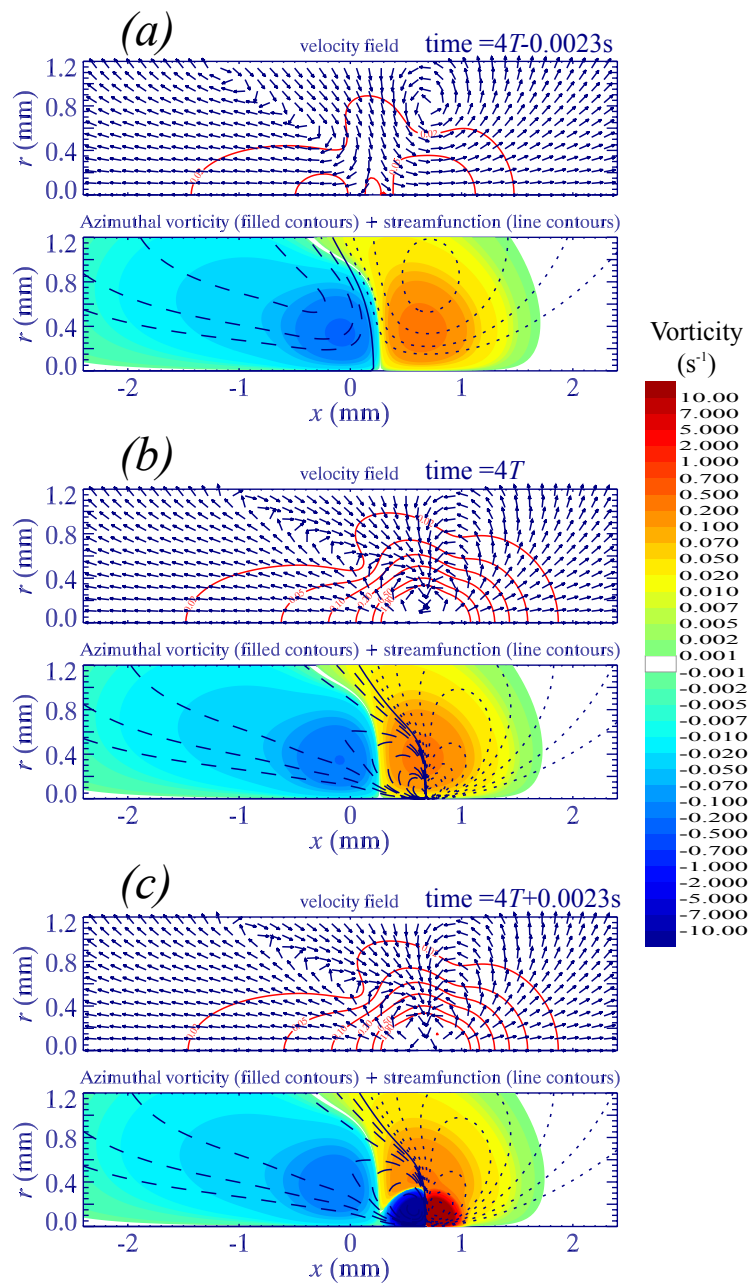 (a)
velocity field time =4T-0.0023s
1.2
0.8
0.4
0.0
r (mm)
Azimuthal vorticity (filled contours) + streamfunction (line contours)
1.2
0.8
0.4
0.0
r (mm)
-2 -1 0 1 2
x (mm)
(b)
velocity field time =4T
1.2
0.8
0.4
0.0
r (mm)
Azimuthal vorticity (filled contours) + streamfunction (line contours)
1.2
0.8
0.4
0.0
r (mm)
-2 -1 0 1 2
x (mm)
(c)
velocity field time =4T+0.0023s
1.2
0.8
0.4
0.0
r (mm)
Azimuthal vorticity (filled contours) + streamfunction (line contours)
1.2
0.8
0.4
0.0
r (mm)
-2 -1 0 1 2
x (mm)
Vorticity
(s-1)
10.00
7.000
5.000
2.000
1.000
0.700
0.500
0.200
0.100
0.070
0.050
0.020
0.010
0.007
0.005
0.002
0.001
-0.001
-0.002
-0.005
-0.007
-0.010
-0.020
-0.050
-0.070
-0.100
-0.200
-0.500
-0.700
-1.000
-2.000
-5.000
-7.000
-10.00